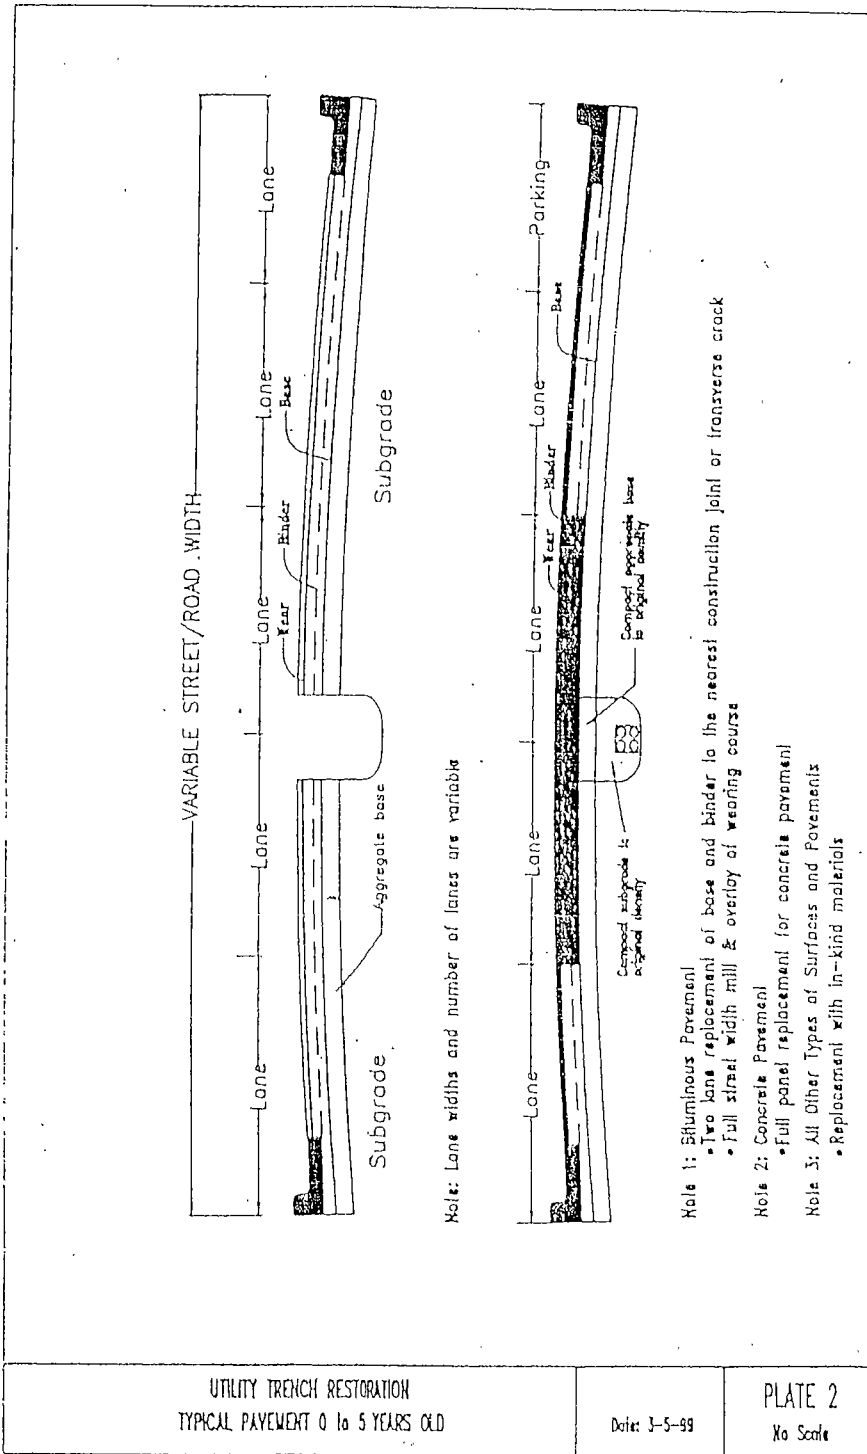 VARIABLE STREET/ROAD WIDTH
Lane
Lane
Lane
Lane
Lane
Wear
Binder
Base
Subgrade
Subgrade
Aggregate base
Note: Lane widths and number of lanes are variable
Lane
Lane
Lane
Lane
Parking
Wear
Binder
Base
Compact subgrade to
original density
Compact aggregate base
to original density
Note 1: Bituminous Pavement
• Two lane replacement of base and binder to the nearest construction joint or transverse crack
• Full street width mill & overlay of wearing course
Note 2: Concrete Pavement
• Full panel replacement for concrete pavement
Note 3: All Other Types of Surfaces and Pavements
• Replacement with in-kind materials
UTILITY TRENCH RESTORATION
TYPICAL PAVEMENT 0 to 5 YEARS OLD
Date: 3-5-99
PLATE 2
No Scale